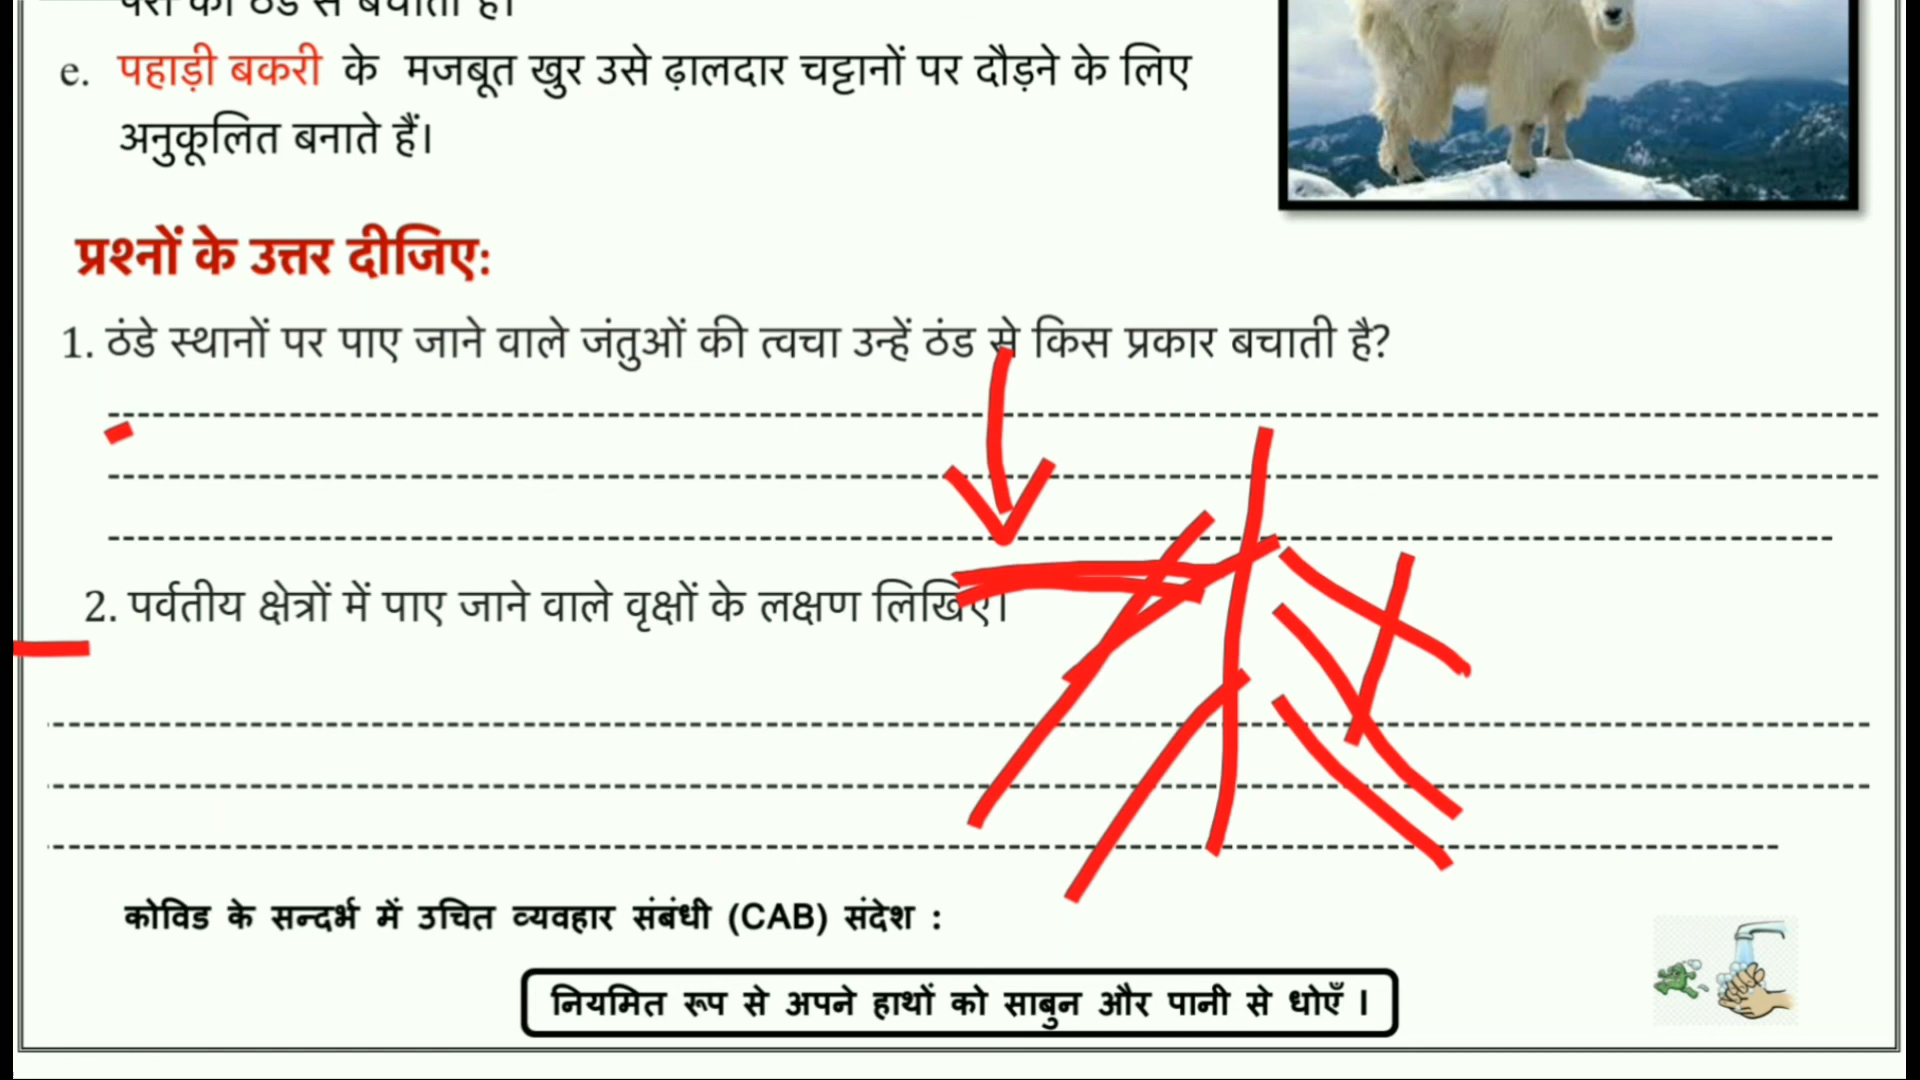 को ठंड से बचाती है।
e. पहाड़ी बकरी के मजबूत खुर उसे ढ़ालदार चट्टानों पर दौड़ने के लिए
अनुकूलित बनाते हैं।
प्रश्नों के उत्तर दीजिए:
1. ठंडे स्थानों पर पाए जाने वाले जंतुओं की त्वचा उन्हें ठंड से किस प्रकार बचाती है?
2. पर्वतीय क्षेत्रों में पाए जाने वाले वृक्षों के लक्षण लिखिए।
कोविड के सन्दर्भ में उचित व्यवहार संबंधी (CAB) संदेश :
नियमित रूप से अपने हाथों को साबुन और पानी से धोएँ ।